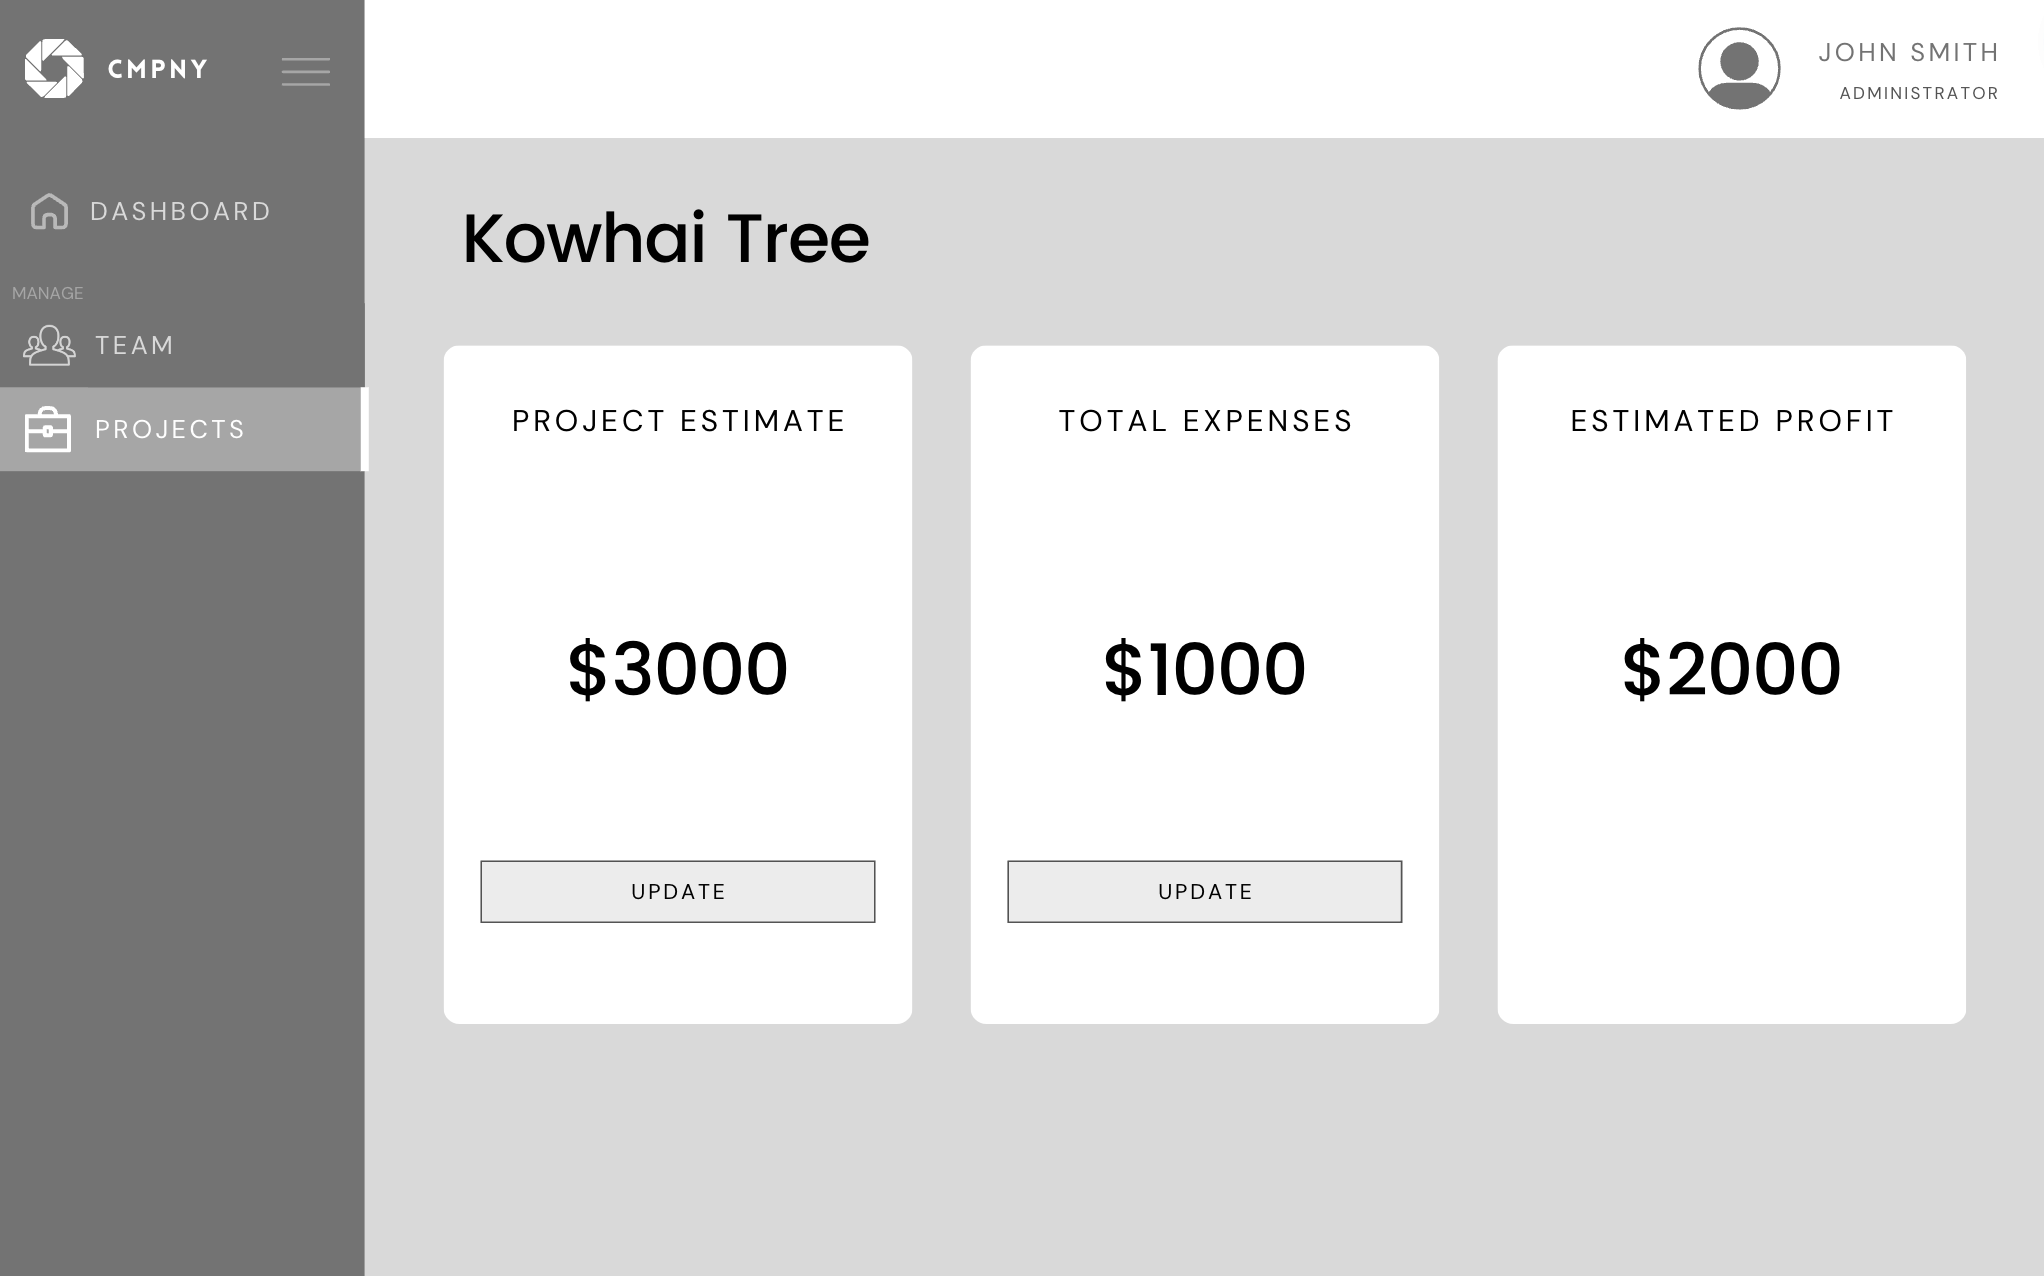 CMPNY
JOHN SMITH
ADMINISTRATOR
DASHBOARD
MANAGE
TEAM
PROJECTS
Kowhai Tree
PROJECT ESTIMATE
$3000
UPDATE
TOTAL EXPENSES
$1000
UPDATE
ESTIMATED PROFIT
$2000